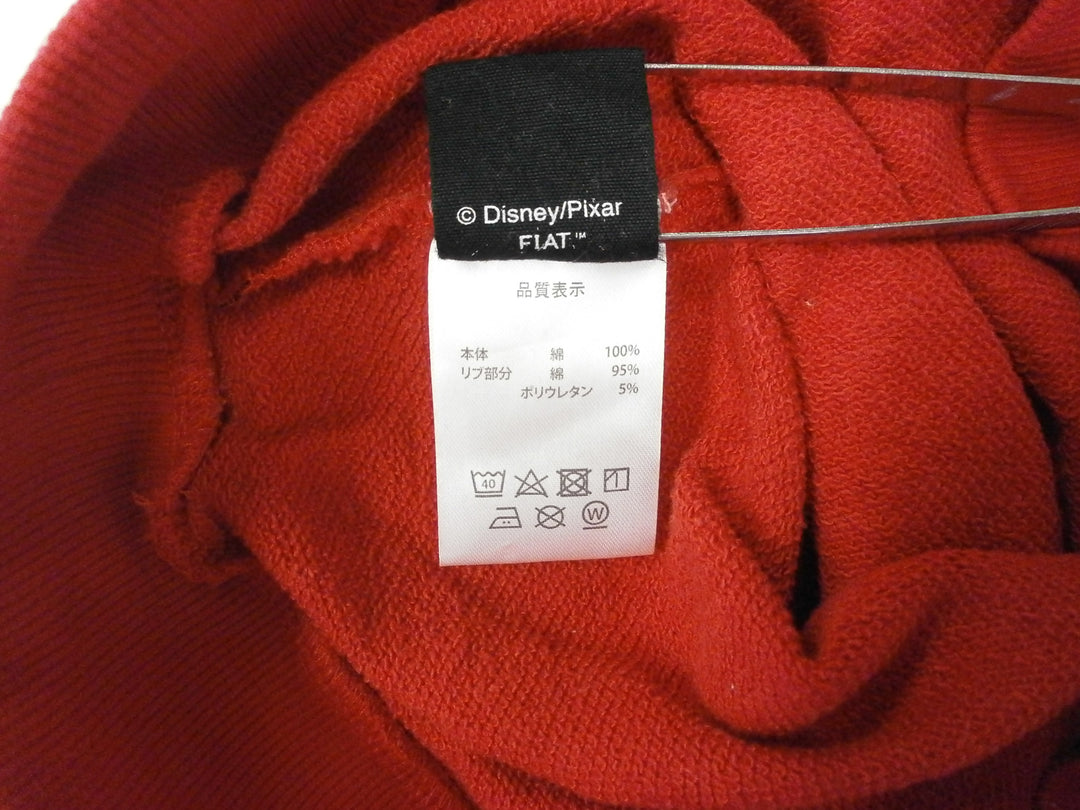 © Disney/Pixar
FIAT™
品質表示
本体 綿 100%
リブ部分 綿 95%
ポリウレタン 5%
40
W